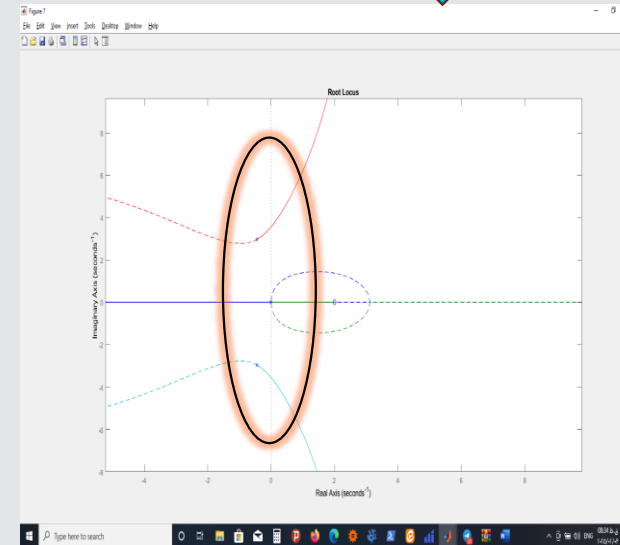 Figure 7
File Edit View Insert Tools Desktop Window Help
Root Locus
8
6
4
2
0
-2
-4
-6
-8
-4 -2 0 2 4 6 8
Imaginary Axis (seconds⁻¹)
Real Axis (seconds⁻¹)
Type here to search
ENG